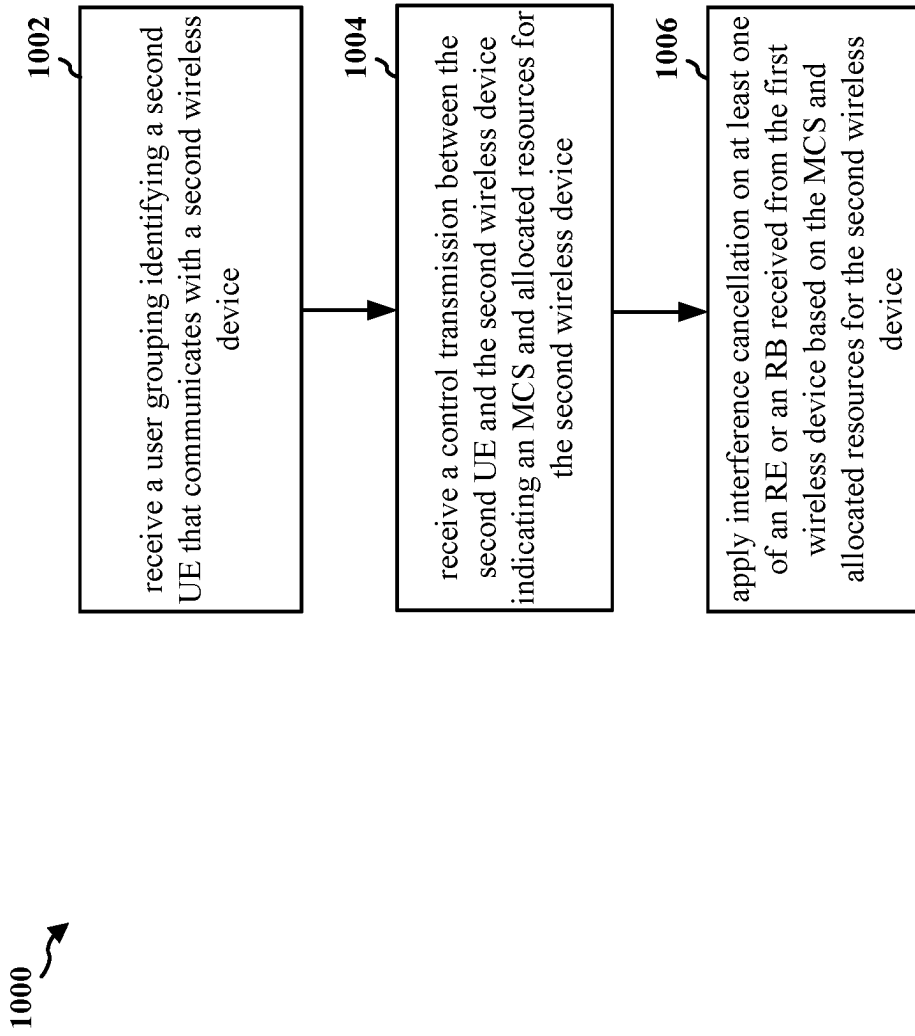 1000
1002
receive a user grouping identifying a second
UE that communicates with a second wireless
device
1004
receive a control transmission between the
second UE and the second wireless device
indicating an MCS and allocated resources for
the second wireless device
1006
apply interference cancellation on at least one
of an RE or an RB received from the first
wireless device based on the MCS and
allocated resources for the second wireless
device